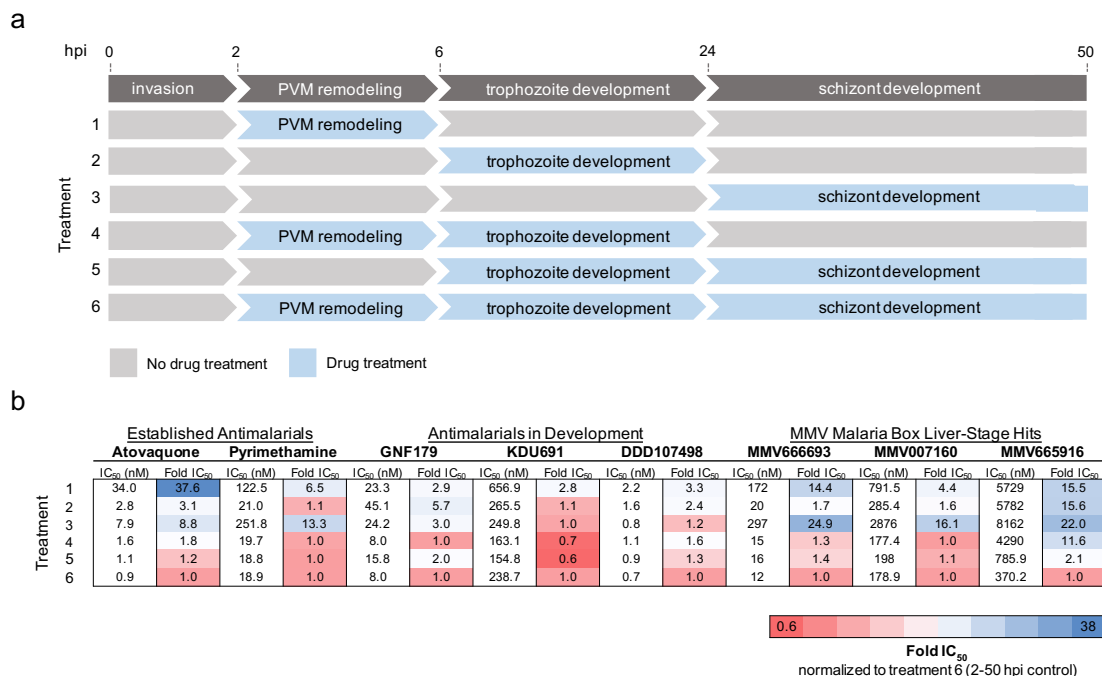 a
hpi 0 2 6 24 50
invasion PVM remodeling trophozoite development schizont development
Treatment
1 PVM remodeling
2 trophozoite development
3 schizont development
4 PVM remodeling trophozoite development
5 trophozoite development schizont development
6 PVM remodeling trophozoite development schizont development
No drug treatment Drug treatment
b
Established Antimalarials Antimalarials in Development MMV Malaria Box Liver-Stage Hits
Atovaquone Pyrimethamine GNF179 KDU691 DDD107498 MMV666693 MMV007160 MMV665916
IC50 (nM) Fold IC50 IC50 (nM) Fold IC50 IC50 (nM) Fold IC50 IC50 (nM) Fold IC50 IC50 (nM) Fold IC50 IC50 (nM) Fold IC50 IC50 (nM) Fold IC50 IC50 (nM) Fold IC50
Treatment
1 34.0 37.6 122.5 6.5 23.3 2.9 656.9 2.8 2.2 3.3 172 14.4 791.5 4.4 5729 15.5
2 2.8 3.1 21.0 1.1 45.1 5.7 265.5 1.1 1.6 2.4 20 1.7 285.4 1.6 5782 15.6
3 7.9 8.8 251.8 13.3 24.2 3.0 249.8 1.0 0.8 1.2 297 24.9 2876 16.1 8162 22.0
4 1.6 1.8 19.7 1.0 8.0 1.0 163.1 0.7 1.1 1.6 15 1.3 177.4 1.0 4290 11.6
5 1.1 1.2 18.8 1.0 15.8 2.0 154.8 0.6 0.9 1.3 16 1.4 198 1.1 785.9 2.1
6 0.9 1.0 18.9 1.0 8.0 1.0 238.7 1.0 0.7 1.0 12 1.0 178.9 1.0 370.2 1.0
0.6 38
Fold IC50
normalized to treatment 6 (2-50 hpi control)